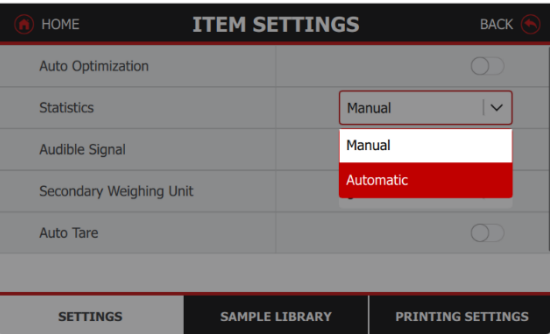 HOME ITEM SETTINGS BACK
Auto Optimization
Statistics Manual
Audible Signal Manual
Automatic
Secondary Weighing Unit
Auto Tare
SETTINGS SAMPLE LIBRARY PRINTING SETTINGS